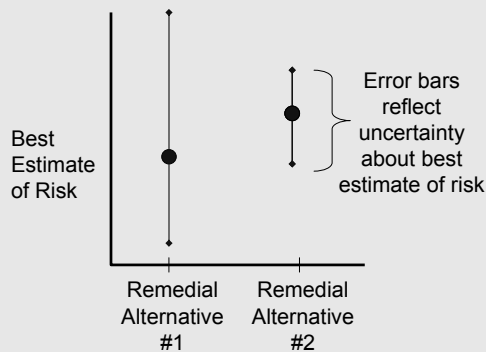 Best
Estimate
of Risk
Error bars
reflect
uncertainty
about best
estimate of risk
Remedial
Alternative
#1
Remedial
Alternative
#2